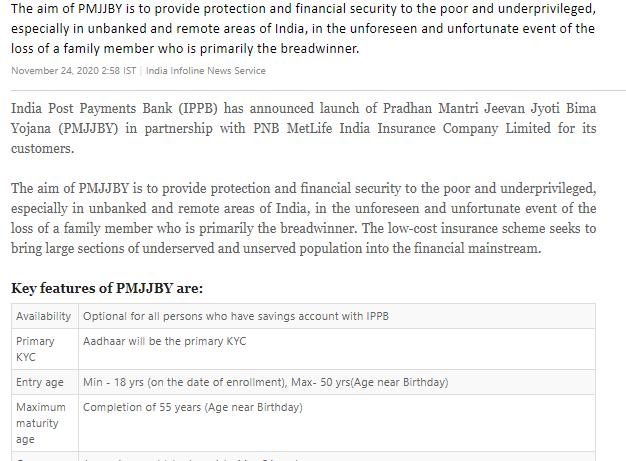 The aim of PMJJBY is to provide protection and financial security to the poor and underprivileged,
especially in unbanked and remote areas of India, in the unforeseen and unfortunate event of the
loss of a family member who is primarily the breadwinner.
November 24, 2020 2:58 IST | India Infoline News Service
India Post Payments Bank (IPPB) has announced launch of Pradhan Mantri Jeevan Jyoti Bima
Yojana (PMJJBY) in partnership with PNB MetLife India Insurance Company Limited for its
customers.
The aim of PMJJBY is to provide protection and financial security to the poor and underprivileged,
especially in unbanked and remote areas of India, in the unforeseen and unfortunate event of the
loss of a family member who is primarily the breadwinner. The low-cost insurance scheme seeks to
bring large sections of underserved and unserved population into the financial mainstream.
Key features of PMJJBY are:
Availability Optional for all persons who have savings account with IPPB
Primary Aadhaar will be the primary KYC
KYC
Entry age Min - 18 yrs (on the date of enrollment), Max- 50 yrs(Age near Birthday)
Maximum Completion of 55 years (Age near Birthday)
maturity
age